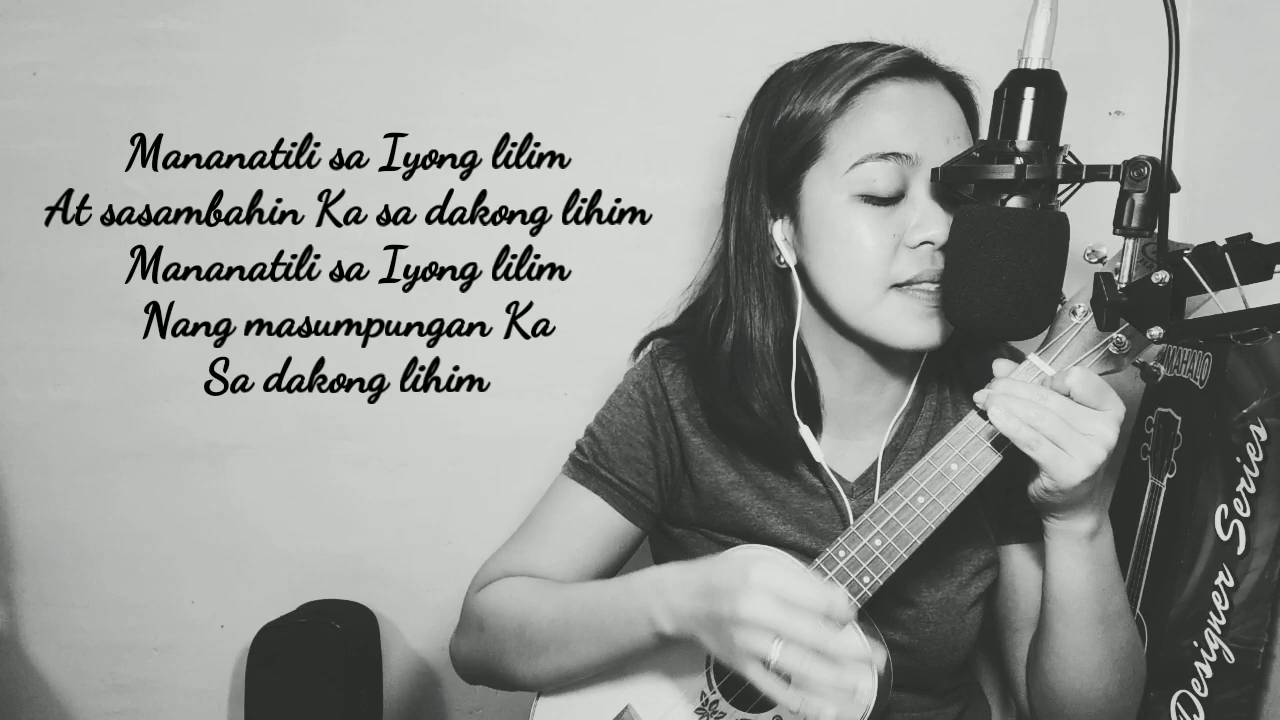 Mananatili sa Iyong lilim
At sasambahin Ka sa dakong lihim
Mananatili sa Iyong lilim
Nang masumpungan Ka
Sa dakong lihim
MAHALO
Designer Series